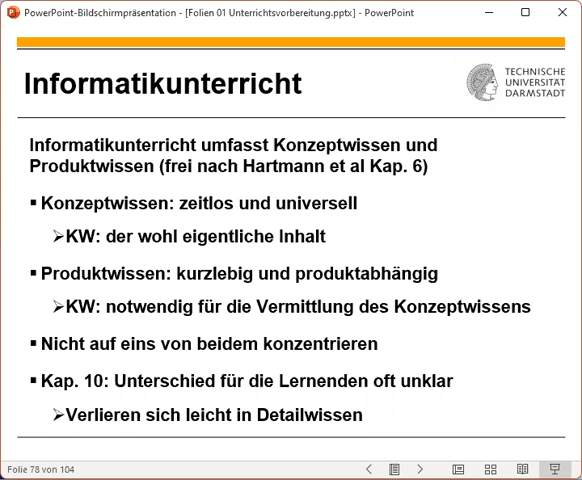 PowerPoint-Bildschirmpräsentation - [Folien 01 Unterrichtsvorbereitung.pptx] - PowerPoint
Informatikunterricht
TECHNISCHE
UNIVERSITÄT
DARMSTADT
Informatikunterricht umfasst Konzeptwissen und
Produktwissen (frei nach Hartmann et al Kap. 6)
▪ Konzeptwissen: zeitlos und universell
➢KW: der wohl eigentliche Inhalt
▪ Produktwissen: kurzlebig und produktabhängig
➢KW: notwendig für die Vermittlung des Konzeptwissens
▪ Nicht auf eins von beidem konzentrieren
▪ Kap. 10: Unterschied für die Lernenden oft unklar
➢Verlieren sich leicht in Detailwissen
Folie 78 von 104